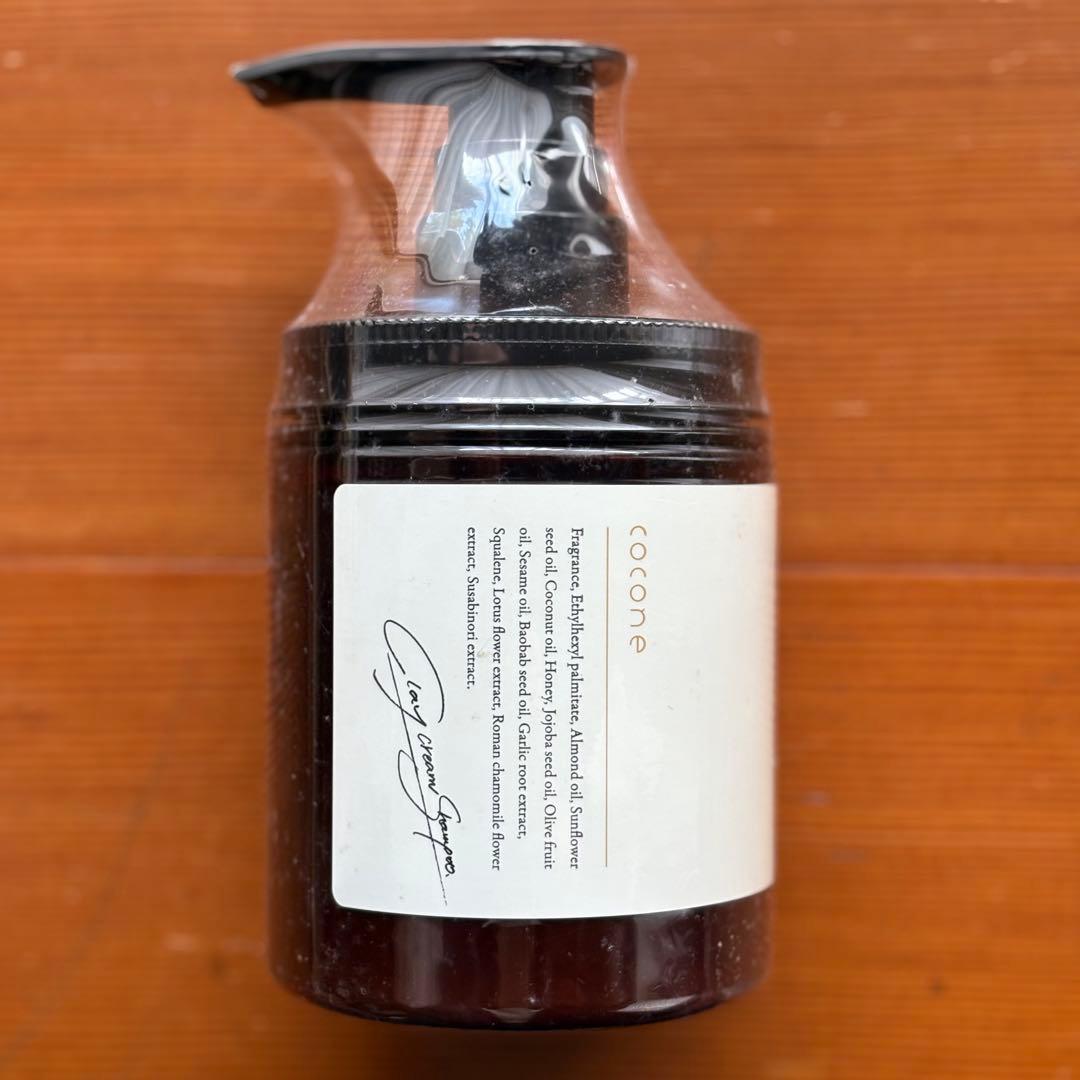 cocone
Fragrance, Ethylhexyl palmitate, Almond oil, Sunflower
seed oil, Coconut oil, Honey, Jojoba seed oil, Olive fruit
oil, Sesame oil, Baobab seed oil, Garlic root extract,
Squalene, Lotus flower extract, Roman chamomile flower
extract, Susabinori extract.
Clay cream Shampoo.